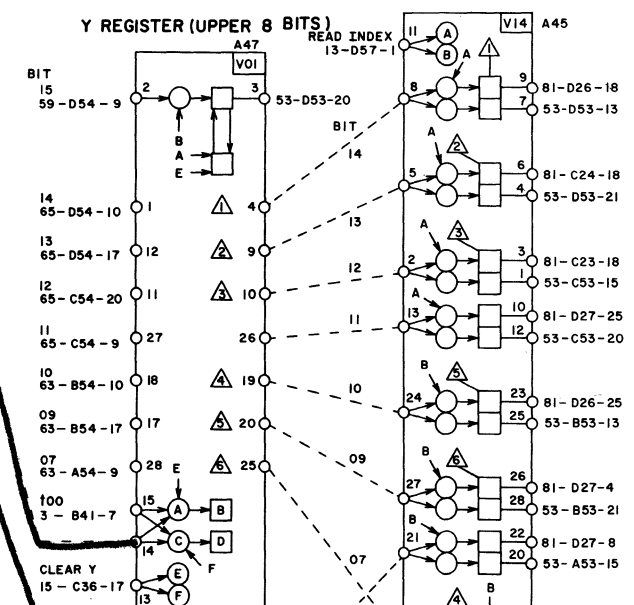 Y REGISTER (UPPER 8 BITS)
A47
V01
BIT
15
59-D54-9
2
3
53-D53-20
B
A
E
14
65-D54-10
1
1
4
13
65-D54-17
12
2
9
12
65-C54-20
11
3
10
11
65-C54-9
27
26
10
63-B54-10
18
4
19
09
63-B54-17
17
5
20
07
63-A54-9
28
6
25
E
t00
3-B41-7
15
A
B
14
C
D
F
CLEAR Y
15-C36-17
13
E
F
BIT
14
13
12
11
10
09
07
READ INDEX
13-D57-1
11
A
B
V14
A45
1
A
8
9
81-D26-18
7
53-D53-13
A
2
5
6
81-C24-18
4
53-D53-21
A
3
2
3
81-C23-18
1
53-C53-15
A
13
10
81-D27-25
12
53-C53-20
B
5
24
23
81-D26-25
25
53-B53-13
B
6
27
26
81-D27-4
28
53-B53-21
B
21
22
81-D27-8
20
53-A53-15
4
B